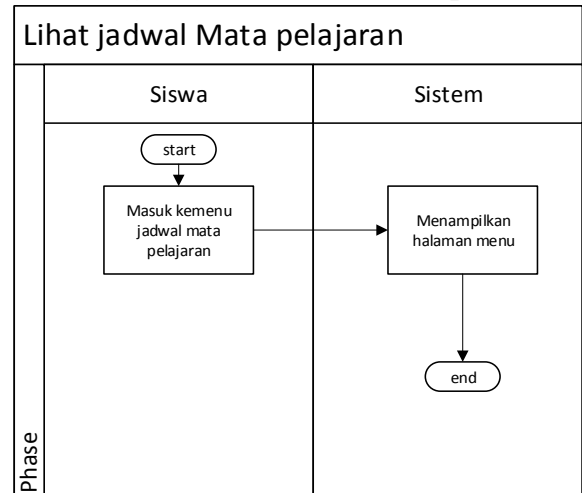 Lihat jadwal Mata pelajaran
Siswa
Sistem
start
Masuk kemenu
jadwal mata
pelajaran
Menampilkan
halaman menu
end
Phase